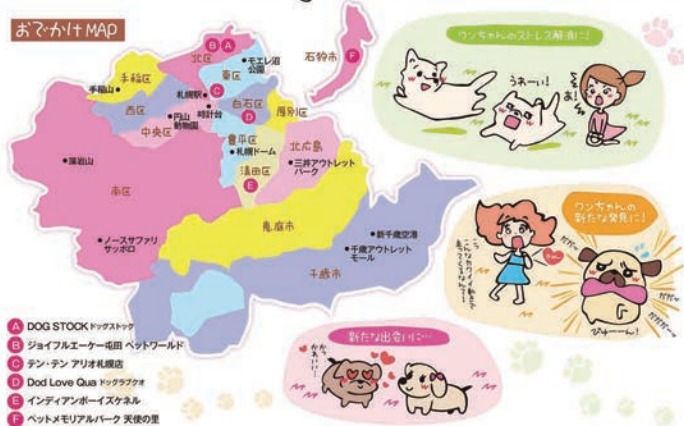 おでかけMAP
ワンちゃんのストレス解消に!
うれーい!
あ!
石狩市
F
B A
北区
モエレ沼
公園
手稲区
手稲山
東区
札幌駅
C
西区
白石区
D
時計台
厚別区
円山
動物園
中央区
豊平区
札幌ドーム
北広島
清田区
E
三井アウトレット
パーク
藻岩山
南区
恵庭市
ノースサファリ
サッポロ
新千歳空港
千歳アウトレット
モール
千歳市
ワンちゃんの
新たな発見に!
びゅーーん!
新たな出会いに…
かわいい…
A DOG STOCK ドッグストック
B ジョイフルエーケー屯田 ペットワールド
C テン・テン アリオ札幌店
D Dod Love Qua ドッグラブクオ
E インディアンボーイズケネル
F ペットメモリアルパーク 天使の里